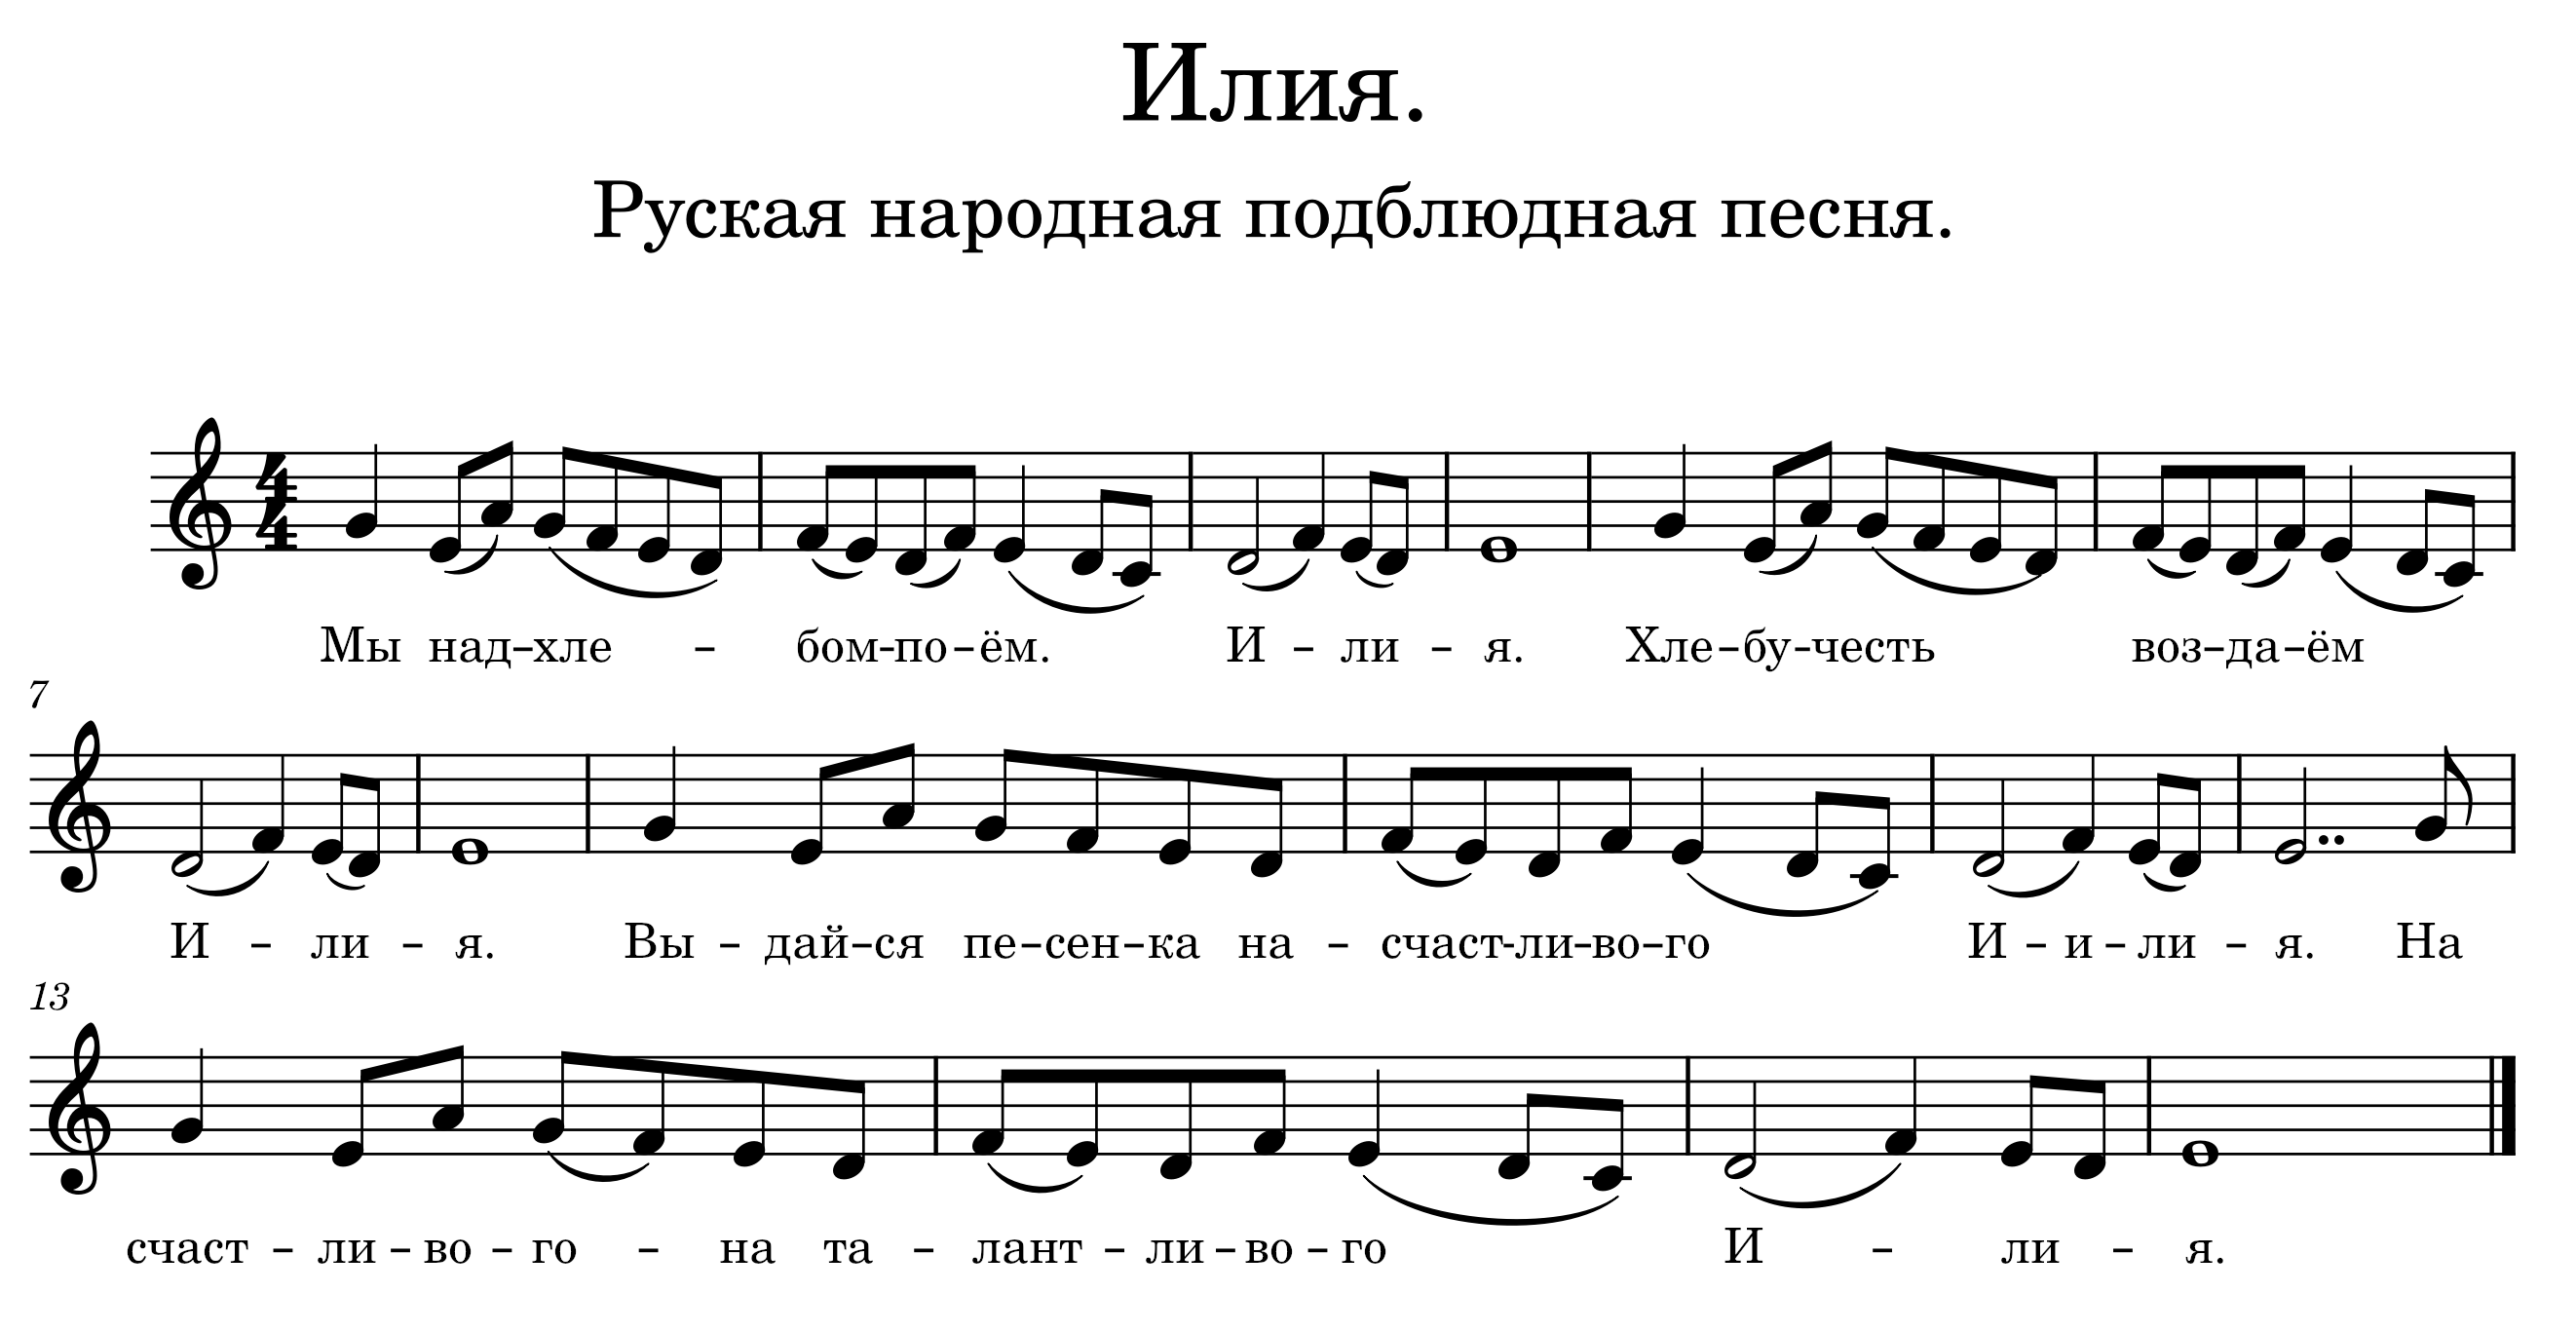 Илия.
Руская народная подблюдная песня.
Мы над–хле – бом–по–ём. И – ли – я. Хле–бу–честь воз–да–ём
7
И – ли – я. Вы – дай–ся пе–сен–ка на – счаст–ли–во–го И–и–ли – я. На
13
счаст – ли–во – го – на та – лант – ли–во–го И – ли – я.